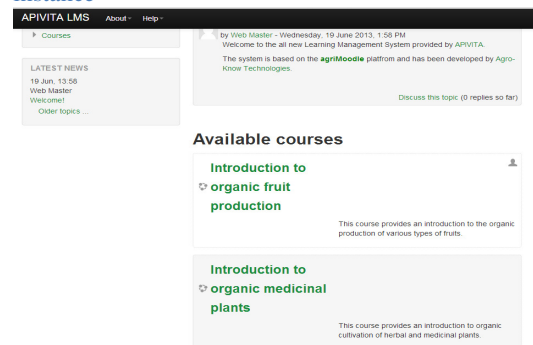 APIVITA LMS About Help
Courses
LATEST NEWS
19 Jun, 13:58
Web Master
Welcome!
Older topics ...
by Web Master - Wednesday, 19 June 2013, 1:58 PM
Welcome to the all new Learning Management System provided by APIVITA.
The system is based on the agriMoodle platfrom and has been developed by Agro-
Know Technologies.
Discuss this topic (0 replies so far)
Available courses
Introduction to
organic fruit
production
This course provides an introduction to the organic
production of various types of fruits.
Introduction to
organic medicinal
plants
This course provides an introduction to organic
cultivation of herbal and medicinal plants.